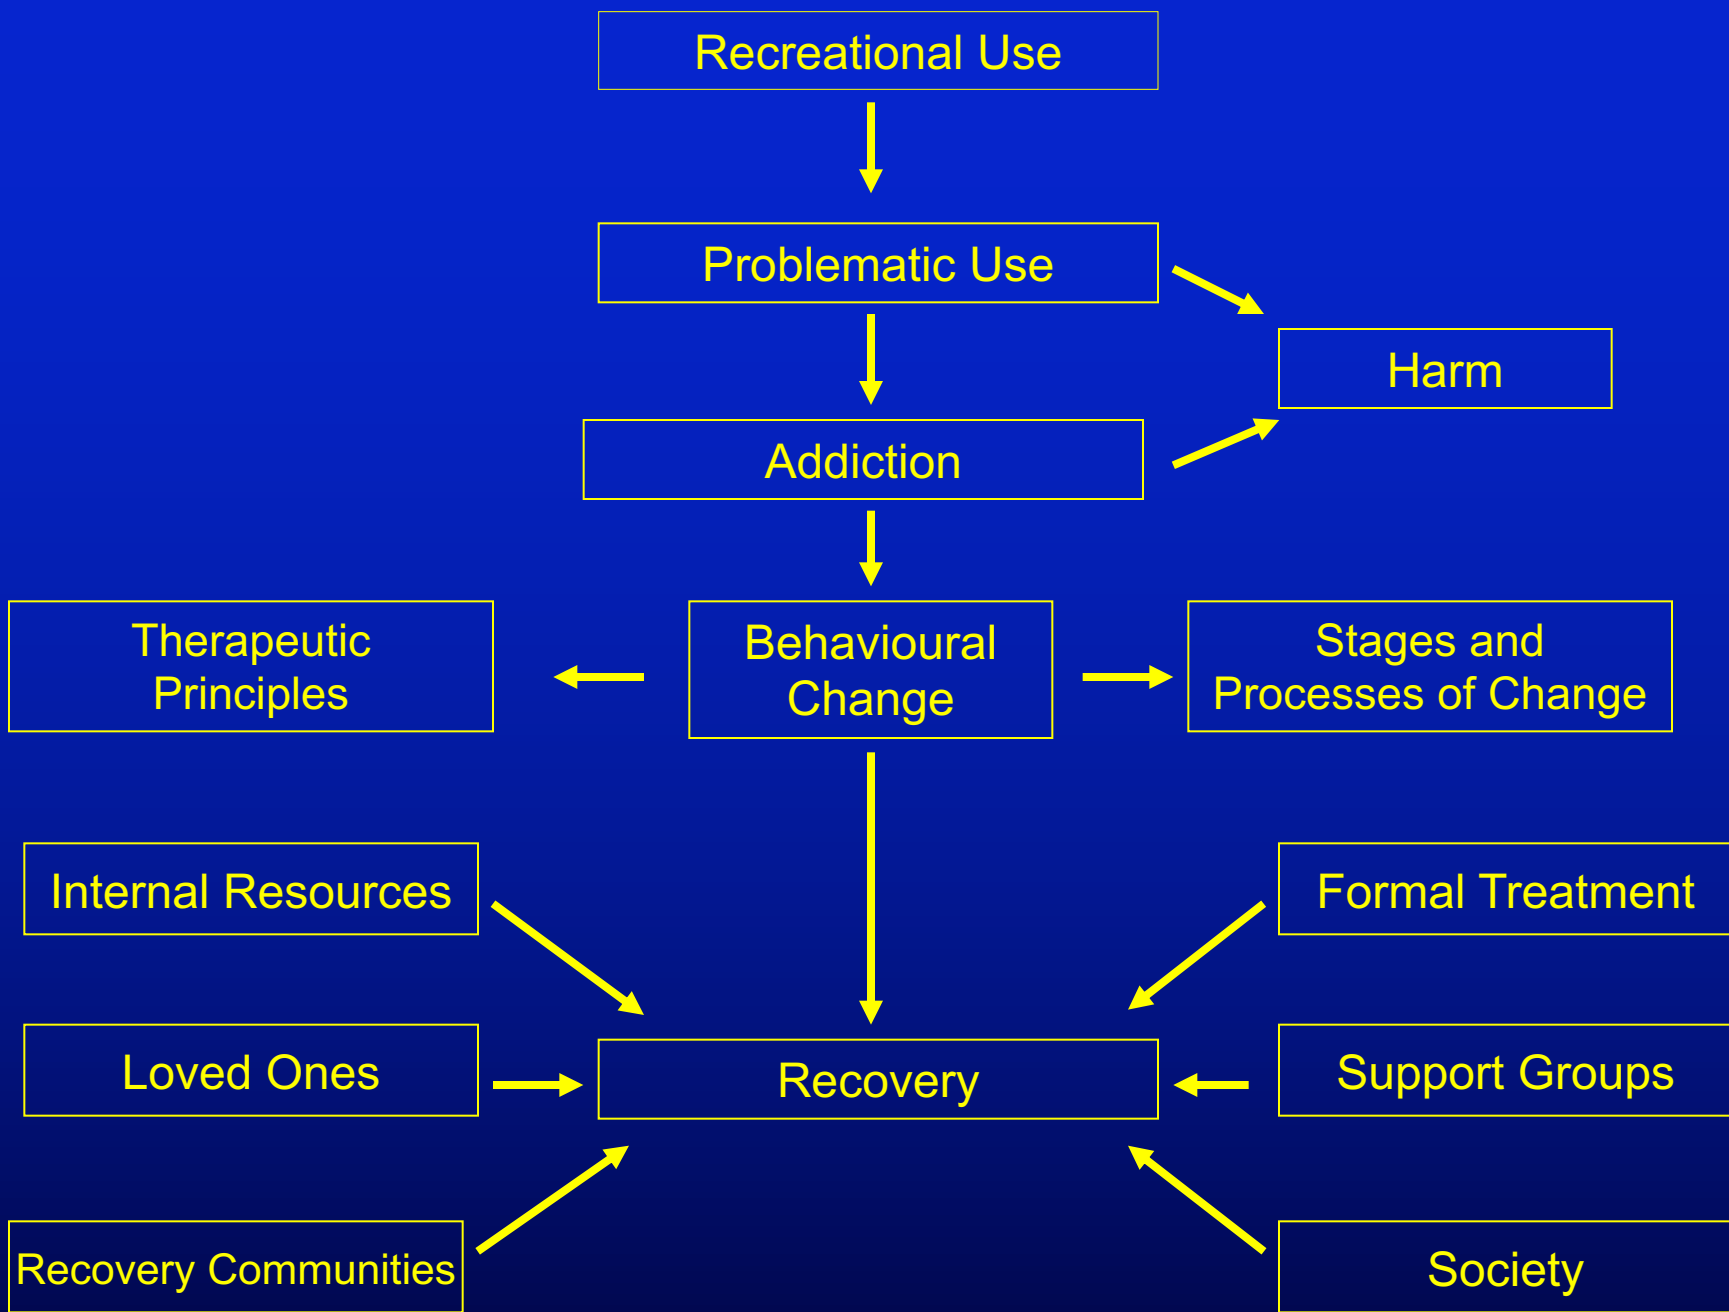 Recreational Use
Problematic Use
Harm
Addiction
Therapeutic
Principles
Behavioural
Change
Stages and
Processes of Change
Internal Resources
Formal Treatment
Loved Ones
Recovery
Support Groups
Recovery Communities
Society